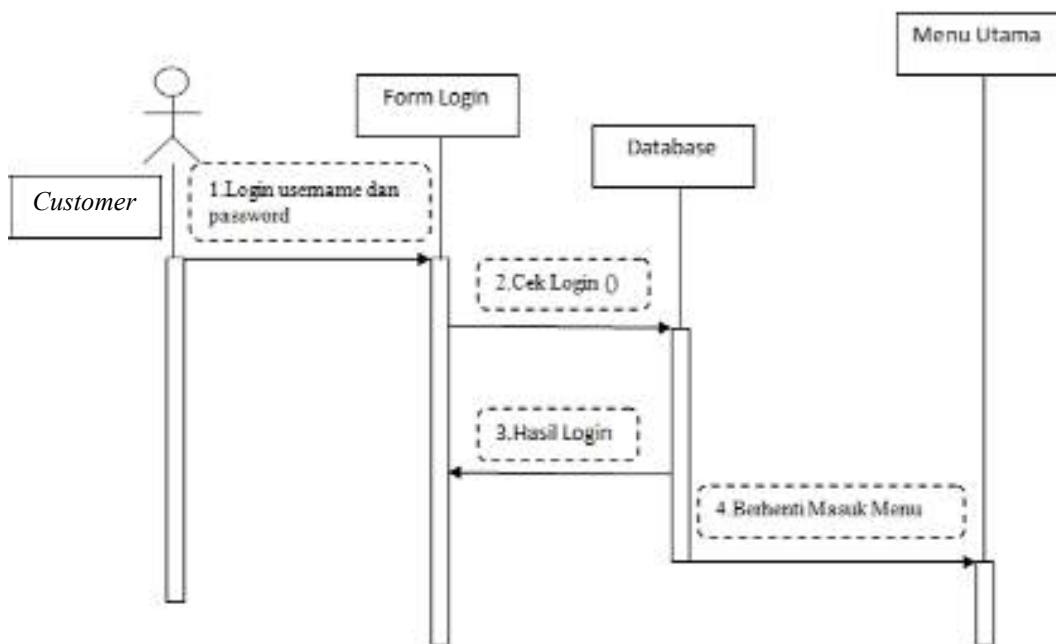 Menu Utama
Form Login
Database
Customer
1.Login username dan
password
2.Cek Login ()
3.Hasil Login
4.Berhenti Masuk Menu